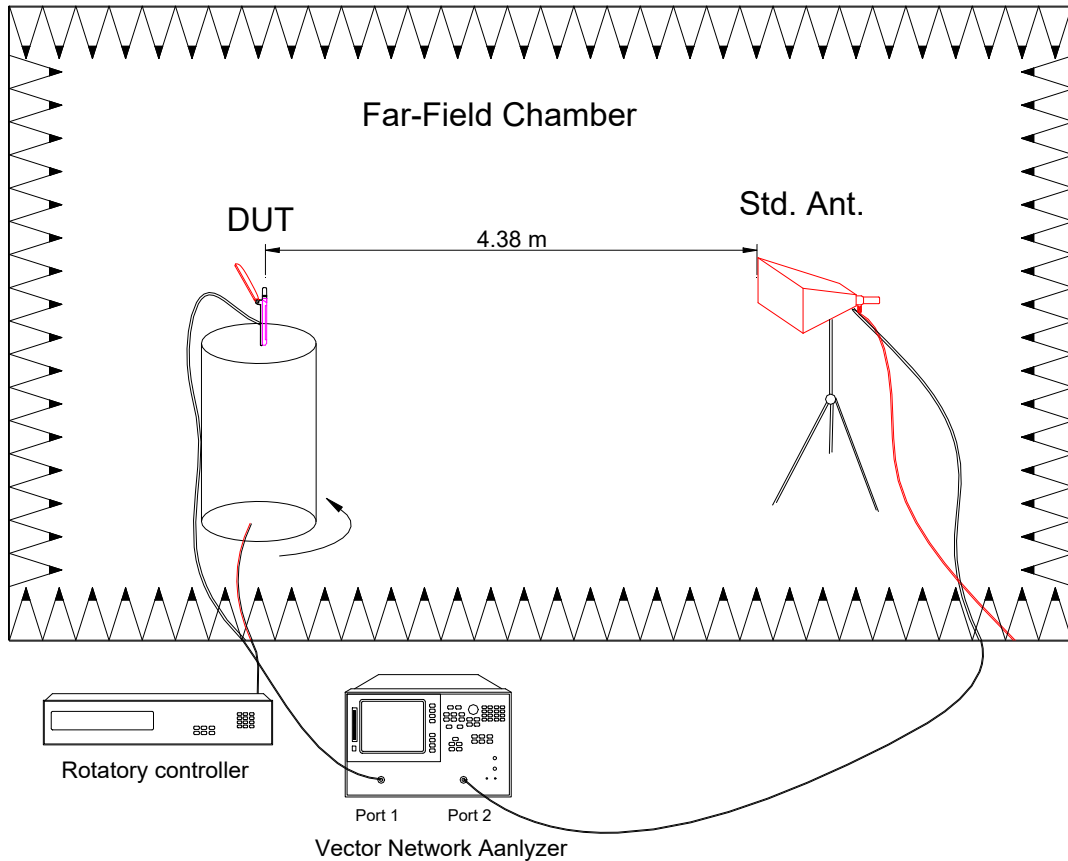 Far-Field Chamber
DUT
Std. Ant.
4.38 m
Rotatory controller
Port 1
Port 2
Vector Network Aanlyzer